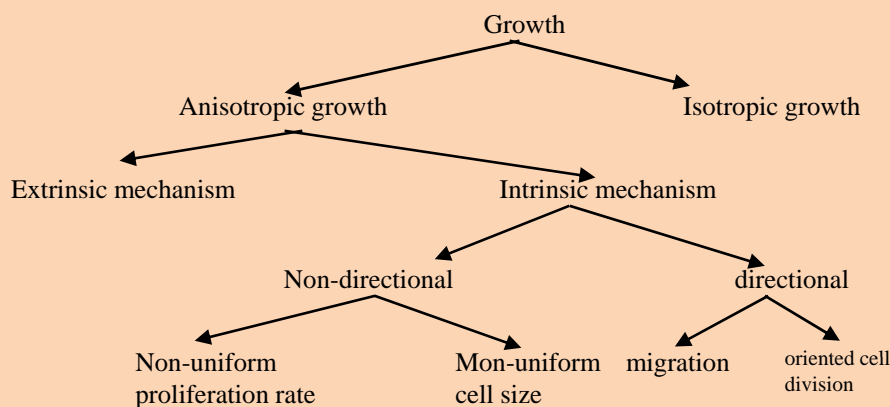 Growth
Anisotropic growth
Isotropic growth
Extrinsic mechanism
Intrinsic mechanism
Non-directional
directional
Non-uniform
proliferation rate
Mon-uniform
cell size
migration
oriented cell
division